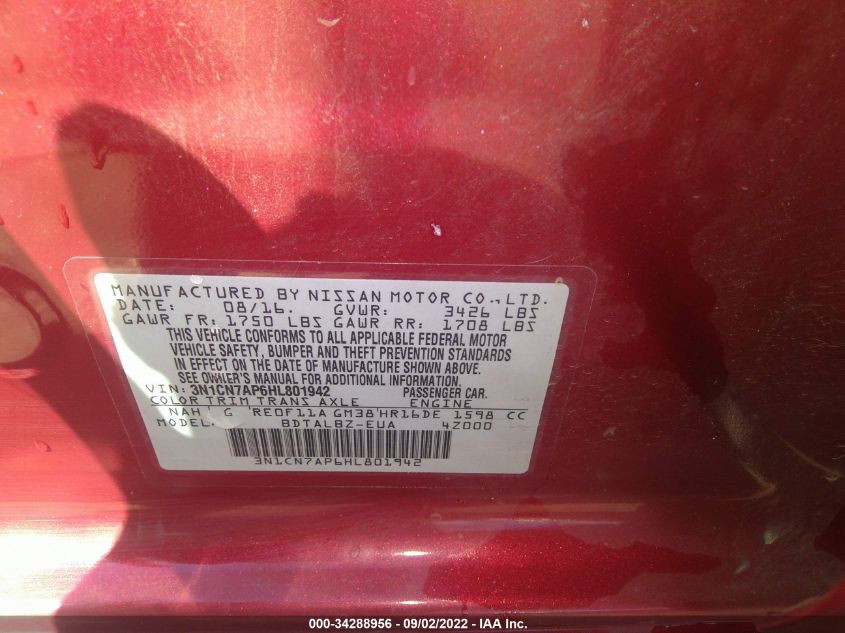 MANUFACTURED BY NISSAN MOTOR CO., LTD.
DATE: 08/16. GVWR: 3426 LBS
GAWR FR: 1750 LBS GAWR RR: 1708 LBS
THIS VEHICLE CONFORMS TO ALL APPLICABLE FEDERAL MOTOR
VEHICLE SAFETY, BUMPER AND THEFT PREVENTION STANDARDS
IN EFFECT ON THE DATE OF MANUFACTURE SHOWN ABOVE.
SEE OWNER'S MANUAL FOR ADDITIONAL INFORMATION.
VIN: 3N1CN7AP6HL801942 PASSENGER CAR.
COLOR TRIM TRANS AXLE ENGINE
NAH G RE0F11A GM38 HR16DE 1598 CC
MODEL: BDTALBZ-EUA 4Z000
3N1CN7AP6HL801942
000-34288956 - 09/02/2022 - IAA Inc.